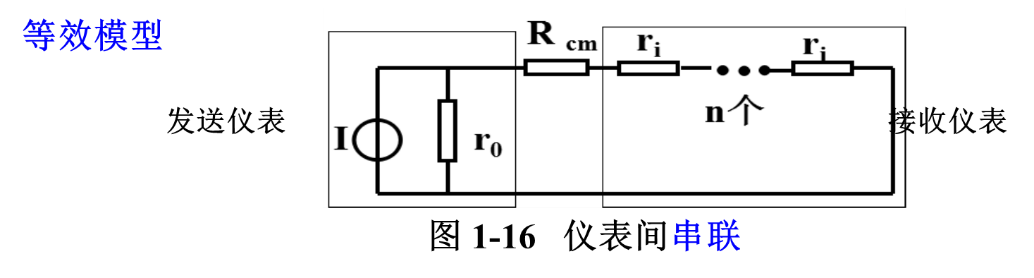 等效模型
R cm
ri
ri
n个
发送仪表
接收仪表
I
r0
图 1-16 仪表间串联